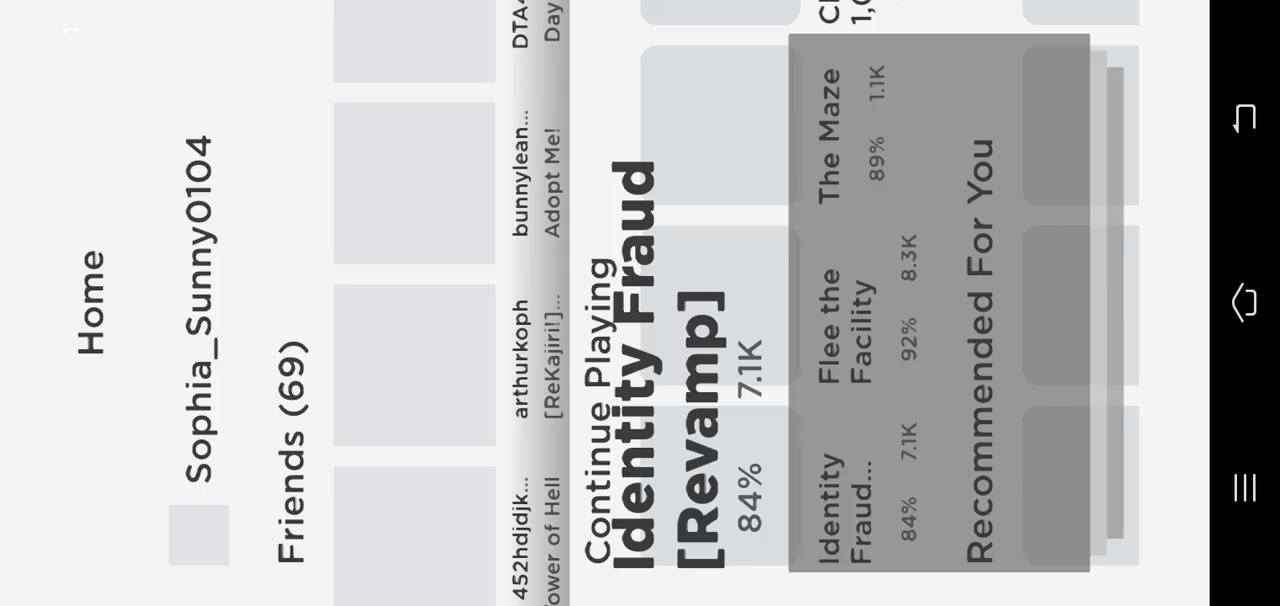 Home
Sophia_Sunny0104
Friends (69)
452hdjdjk...
arthurkoph
bunnylean...
DTA4
ower of Hell
[ReKajiri!]...
Adopt Me!
Day
Continue Playing
Identity Fraud
[Revamp]
84% 7.1K
Identity
Fraud...
84% 7.1K
Flee the
Facility
92% 8.3K
The Maze
89% 1.1K
Recommended For You